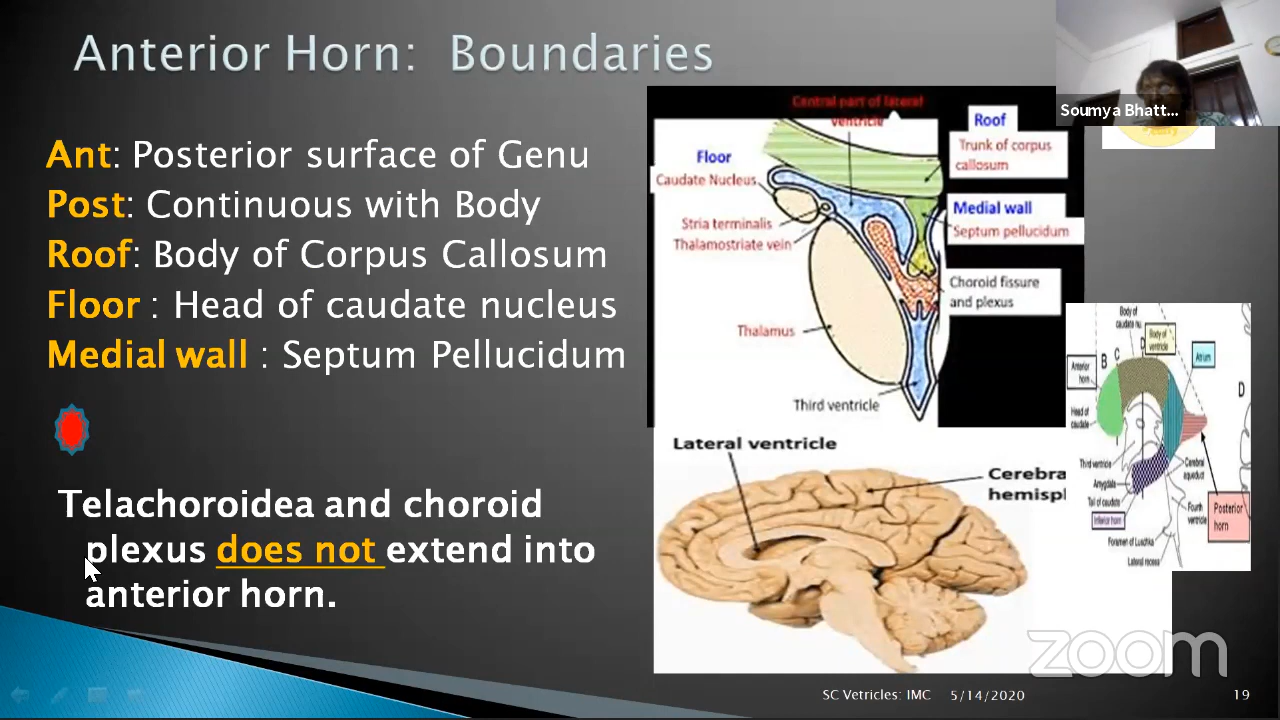 Anterior Horn: Boundaries
Ant: Posterior surface of Genu
Post: Continuous with Body
Roof: Body of Corpus Callosum
Floor : Head of caudate nucleus
Medial wall : Septum Pellucidum
Telachoroidea and choroid
plexus does not extend into
anterior horn.
Central part of lateral
ventricle
Roof
Trunk of corpus
callosum
Floor
Caudate Nucleus
Medial wall
Septum pellucidum
Stria terminalis
Thalamostriate vein
Choroid fissure
and plexus
Thalamus
Third ventricle
Lateral ventricle
Cerebra
hemispl
Soumya Bhatt...
Body of
caudate nu.
Body of
ventricle
Atrium
Anterior
horn
B
C
D
D
Head of
caudate
Third ventricle
Amygdala
Tail of caudate
Inferior horn
Cerebral
aqueduct
Fourth
ventricle
Posterior
horn
Foramen of Luschka
Lateral recess
zoom
SC Vetricles: IMC
5/14/2020
19